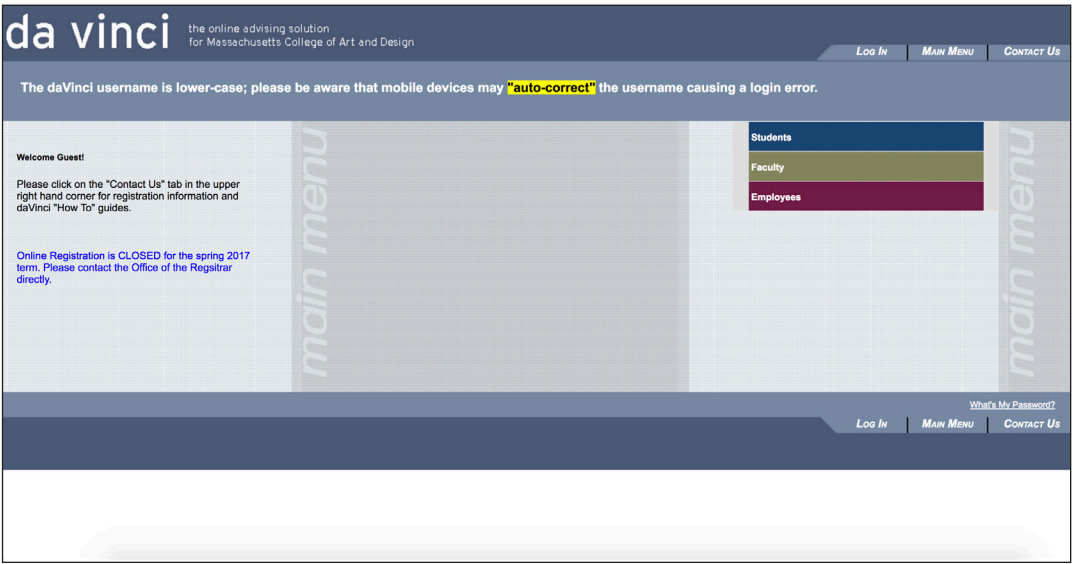 da vinci
the online advising solution
for Massachusetts College of Art and Design
Log In Main Menu Contact Us
The daVinci username is lower-case; please be aware that mobile devices may "auto-correct" the username causing a login error.
Welcome Guest!
Please click on the "Contact Us" tab in the upper
right hand corner for registration information and
daVinci "How To" guides.
Online Registration is CLOSED for the spring 2017
term. Please contact the Office of the Regsitrar
directly.
main menu
Students
Faculty
Employees
main menu
What's My Password?
Log In Main Menu Contact Us